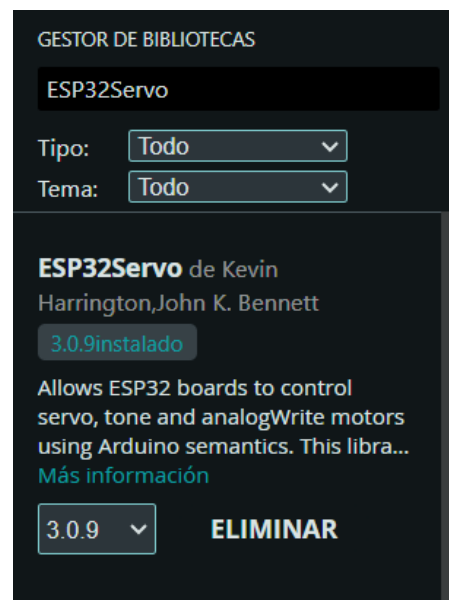 GESTOR DE BIBLIOTECAS
ESP32Servo
Tipo: Todo
Tema: Todo
ESP32Servo de Kevin
Harrington,John K. Bennett
3.0.9instalado
Allows ESP32 boards to control
servo, tone and analogWrite motors
using Arduino semantics. This libra...
Más información
3.0.9 ELIMINAR